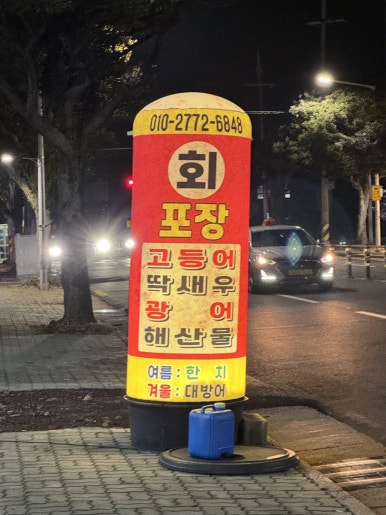 010-2772-6848
회
포장
고등어
딱새우
광어
해산물
여름 : 한치
겨울 : 대방어